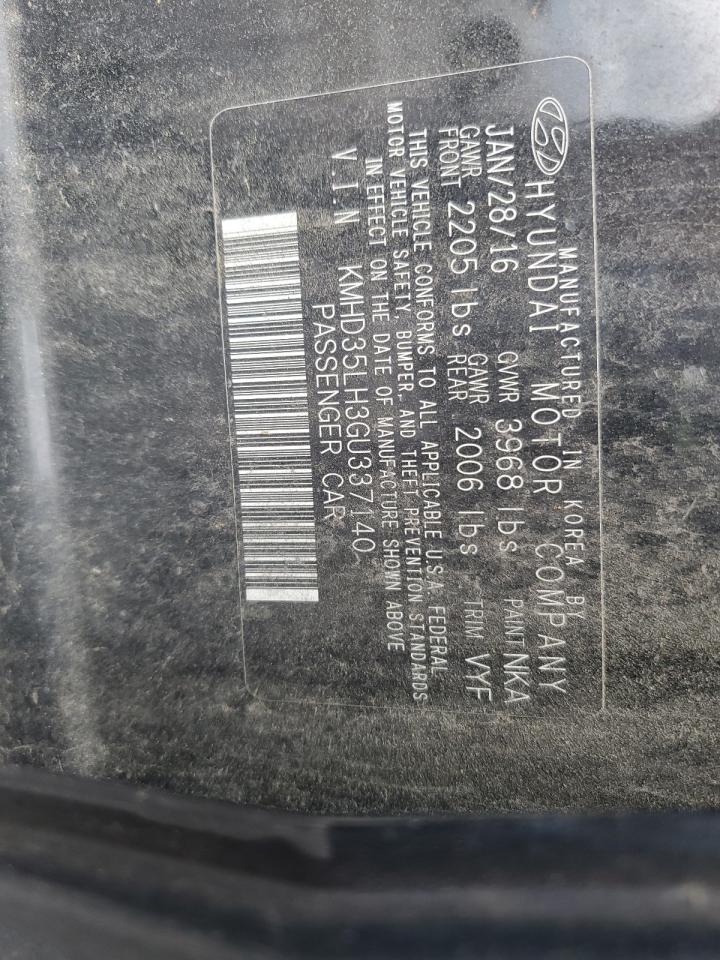 MANUFACTURED IN KOREA BY
HYUNDAI MOTOR COMPANY
JAN/28/16 GVWR 3968 lbs PAINT NKA
GAWR FRONT 2205 lbs GAWR REAR 2006 lbs TRIM VYF
THIS VEHICLE CONFORMS TO ALL APPLICABLE U.S.A. FEDERAL
MOTOR VEHICLE SAFETY, BUMPER, AND THEFT PREVENTION STANDARDS
IN EFFECT ON THE DATE OF MANUFACTURE SHOWN ABOVE
V.I.N KMHD35LH3GU337140
PASSENGER CAR